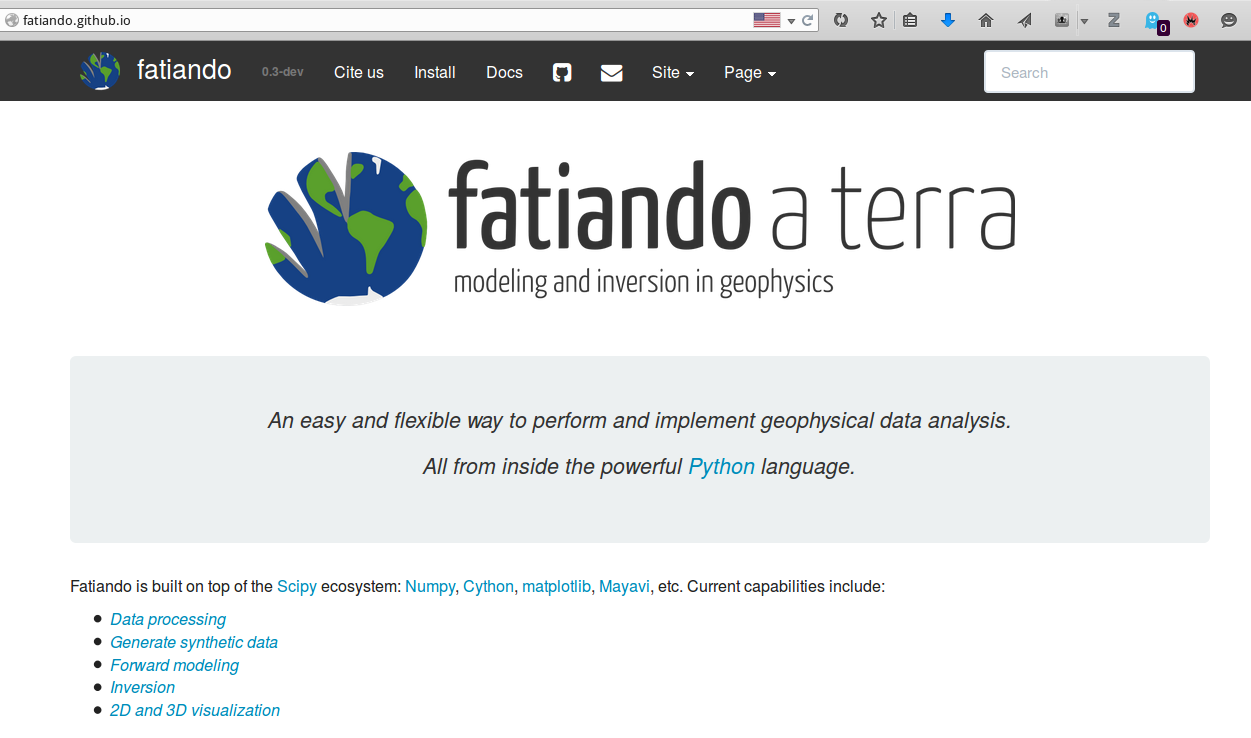 fatiando.github.io
0
fatiando 0.3-dev Cite us Install Docs Site Page Search
fatiando a terra
modeling and inversion in geophysics
An easy and flexible way to perform and implement geophysical data analysis.
All from inside the powerful Python language.
Fatiando is built on top of the Scipy ecosystem: Numpy, Cython, matplotlib, Mayavi, etc. Current capabilities include:
Data processing
Generate synthetic data
Forward modeling
Inversion
2D and 3D visualization